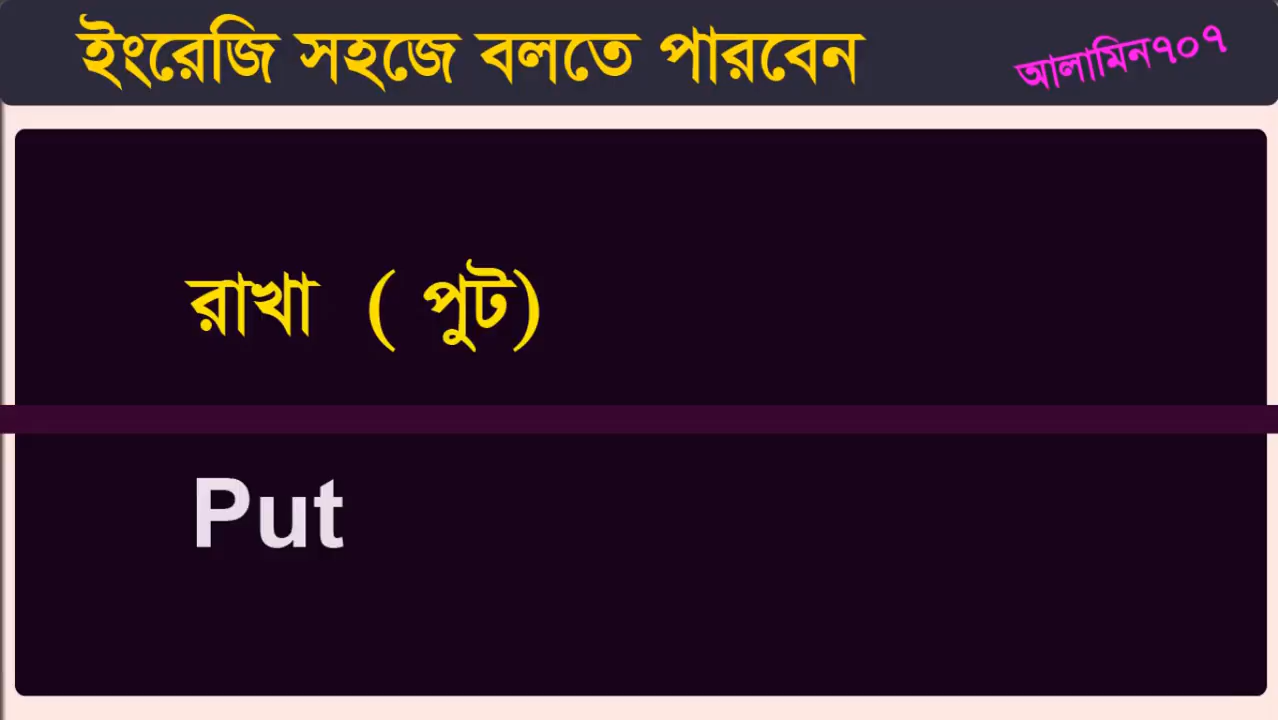 ইংরেজি সহজে বলতে পারবেন
আলামিন৭০৭
রাখা ( পুট)
Put